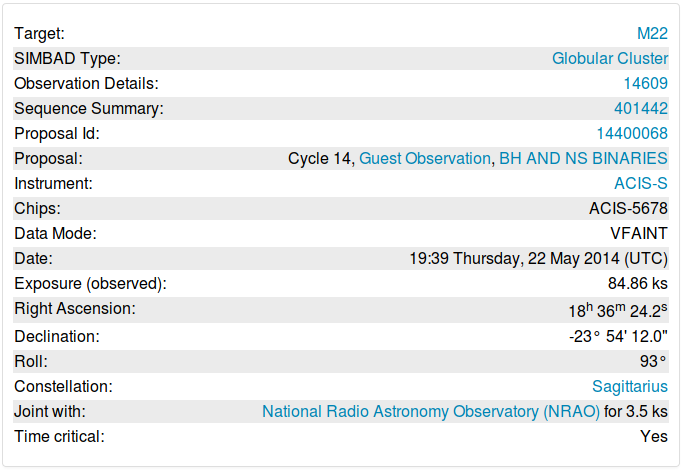 Target: M22
SIMBAD Type: Globular Cluster
Observation Details: 14609
Sequence Summary: 401442
Proposal Id: 14400068
Proposal: Cycle 14, Guest Observation, BH AND NS BINARIES
Instrument: ACIS-S
Chips: ACIS-5678
Data Mode: VFAINT
Date: 19:39 Thursday, 22 May 2014 (UTC)
Exposure (observed): 84.86 ks
Right Ascension: 18h 36m 24.2s
Declination: -23° 54' 12.0"
Roll: 93°
Constellation: Sagittarius
Joint with: National Radio Astronomy Observatory (NRAO) for 3.5 ks
Time critical: Yes